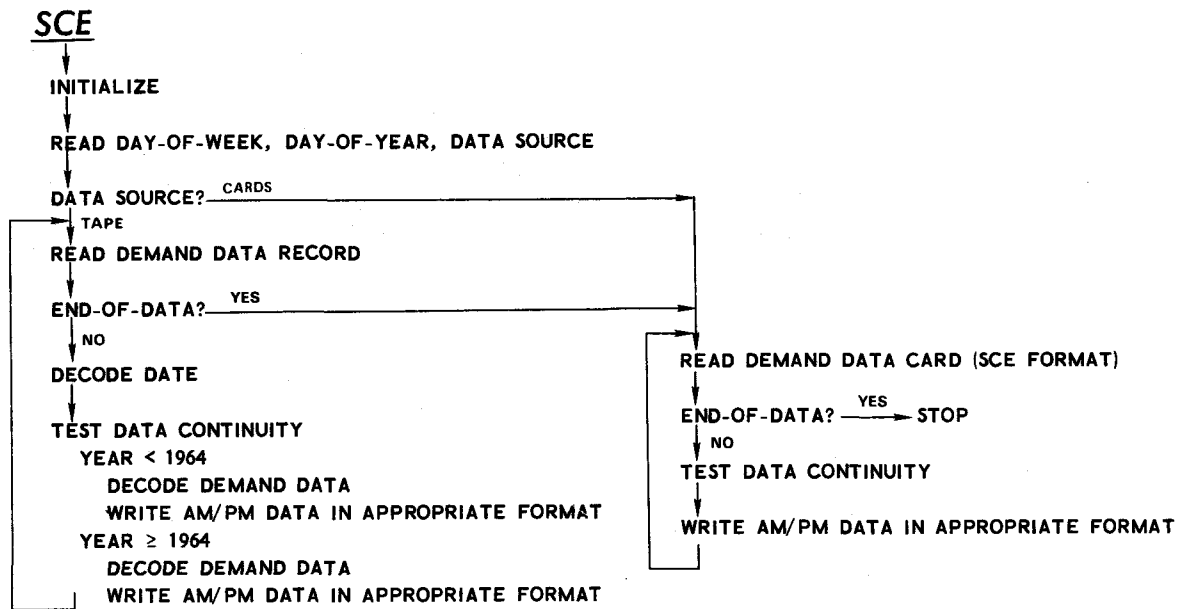 SCE
INITIALIZE
READ DAY-OF-WEEK, DAY-OF-YEAR, DATA SOURCE
DATA SOURCE? CARDS
TAPE
READ DEMAND DATA RECORD
END-OF-DATA? YES
NO
DECODE DATE
TEST DATA CONTINUITY
YEAR < 1964
DECODE DEMAND DATA
WRITE AM/PM DATA IN APPROPRIATE FORMAT
YEAR ≥ 1964
DECODE DEMAND DATA
WRITE AM/PM DATA IN APPROPRIATE FORMAT
READ DEMAND DATA CARD (SCE FORMAT)
END-OF-DATA? YES STOP
NO
TEST DATA CONTINUITY
WRITE AM/PM DATA IN APPROPRIATE FORMAT